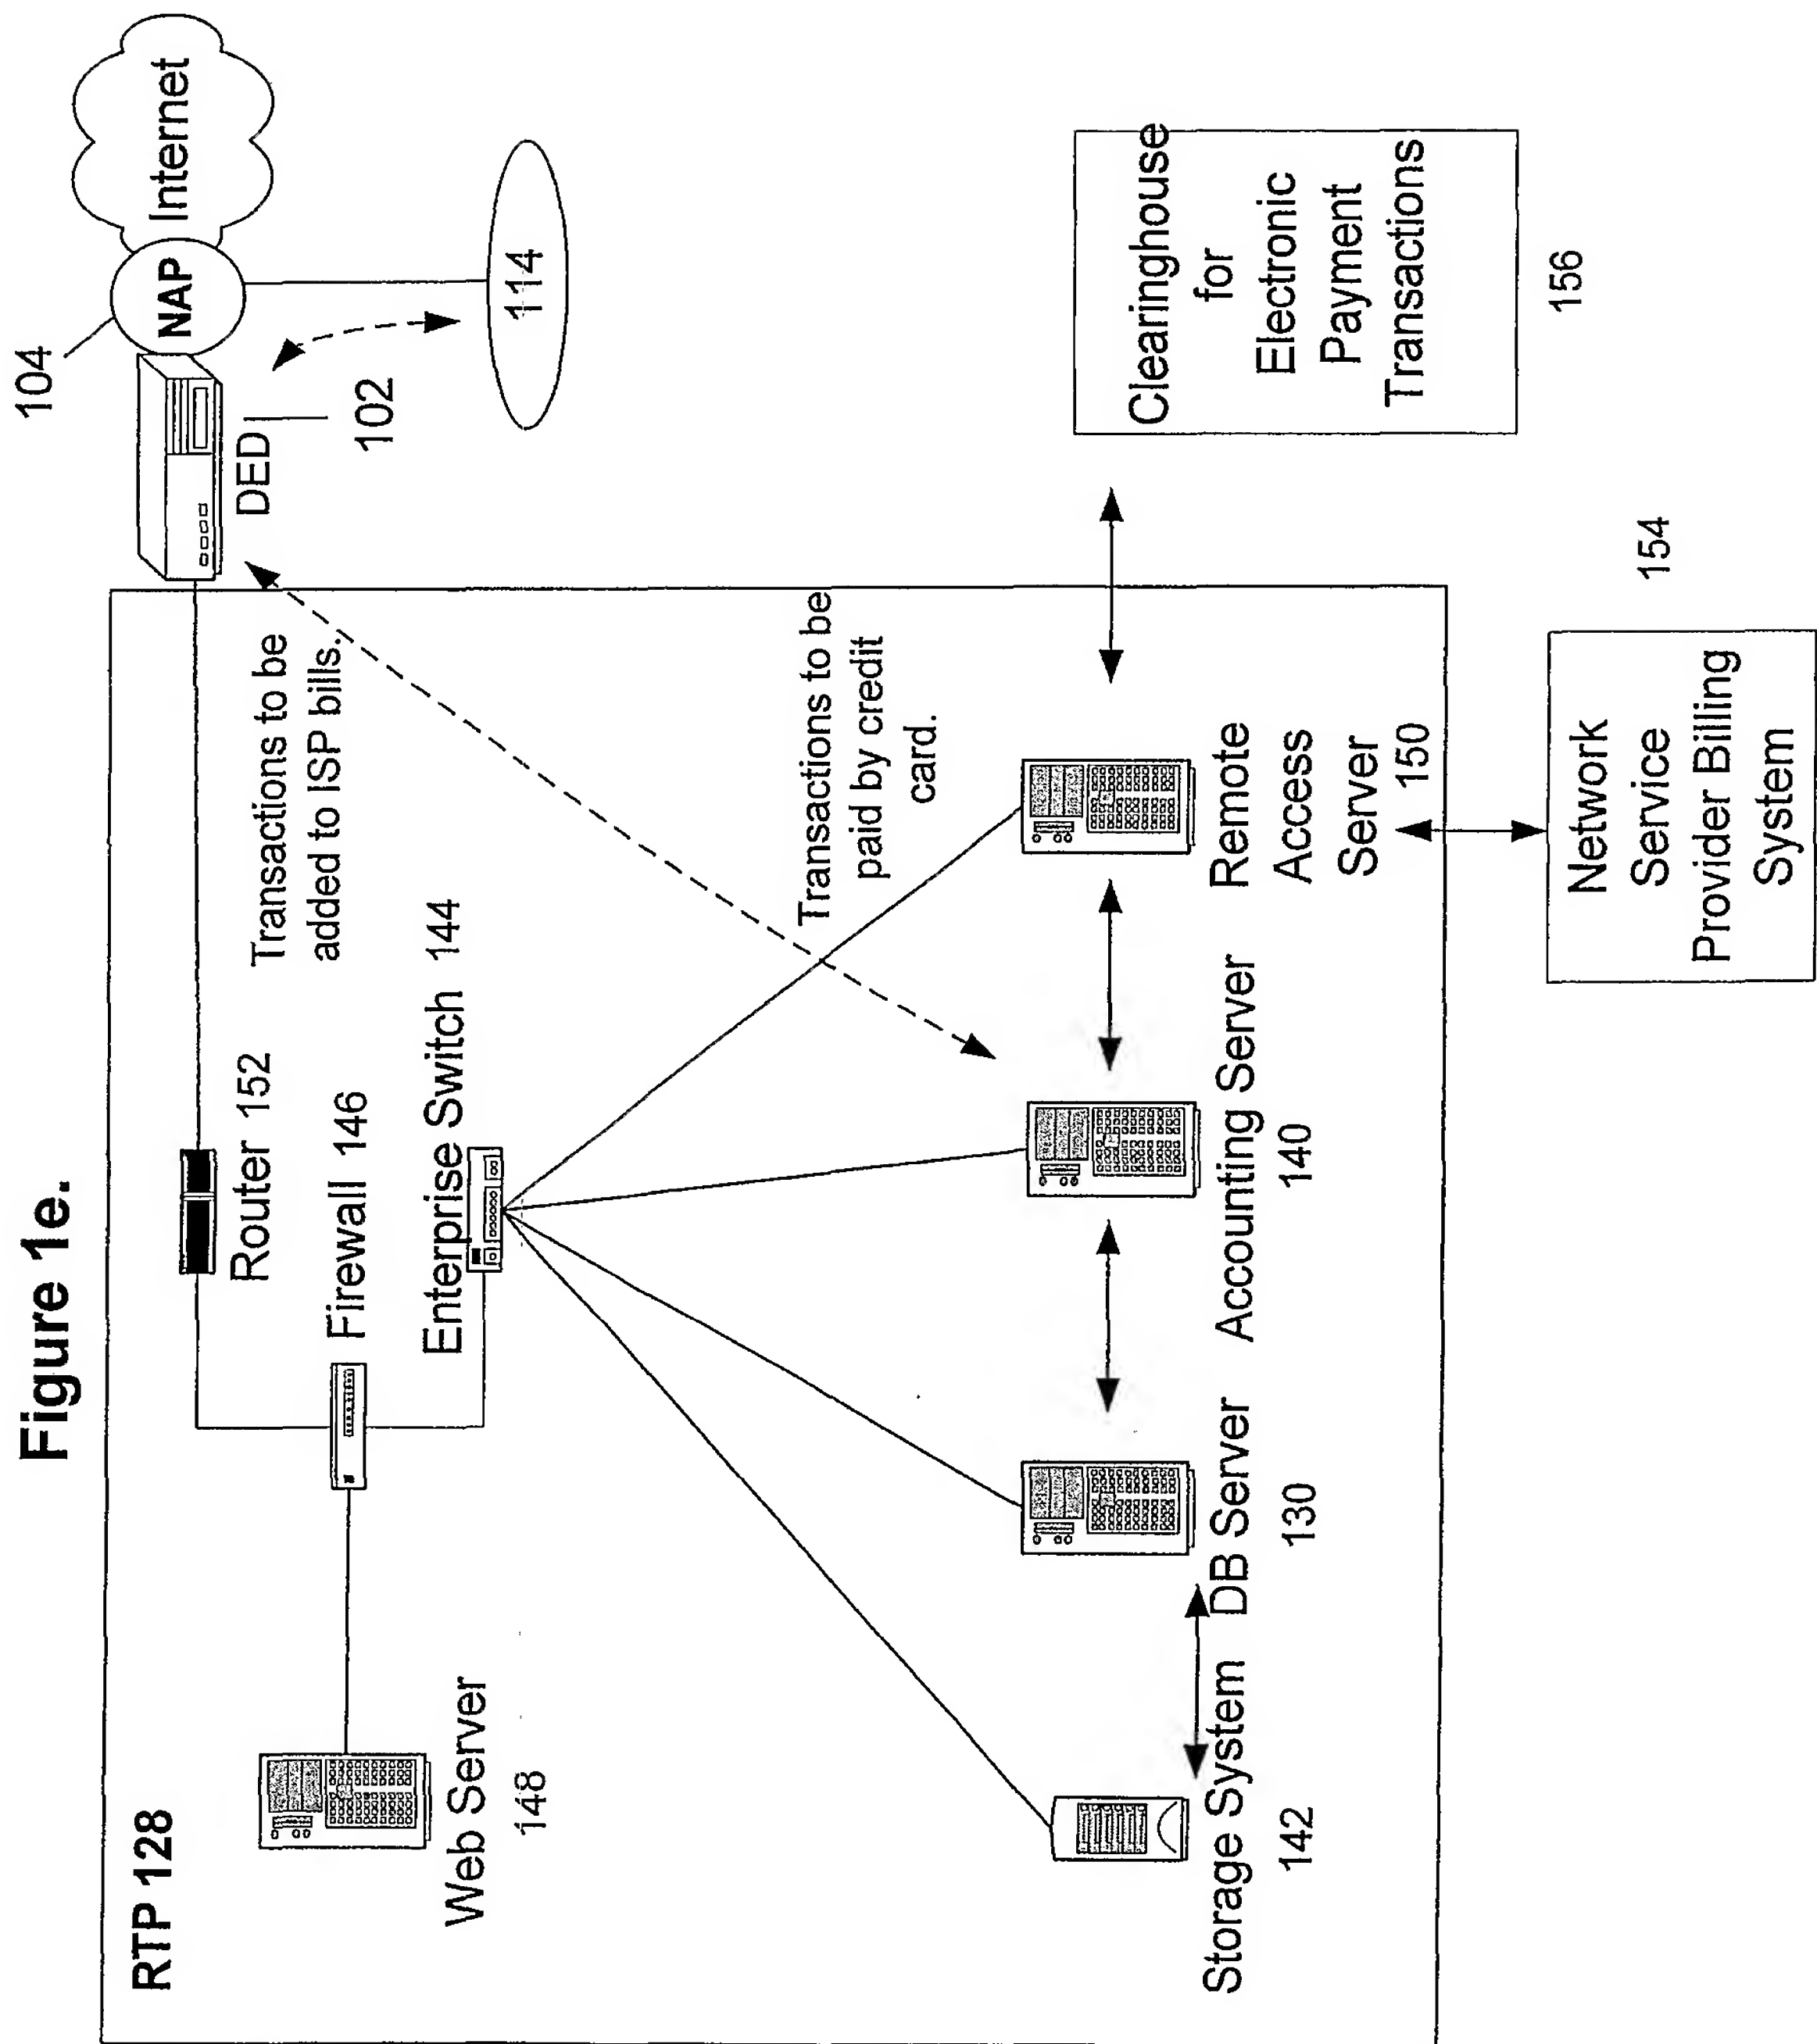 Figure 1e.
RTP 128
104
NAP
Internet
DED
102
114
Router 152
Transactions to be
added to ISP bills.
Firewall 146
Enterprise Switch 144
Web Server
148
Transactions to be
paid by credit
card.
Storage System
142
DB Server
130
Accounting Server
140
Remote
Access
Server
150
Clearinghouse
for
Electronic
Payment
Transactions
156
Network
Service
Provider Billing
System
154